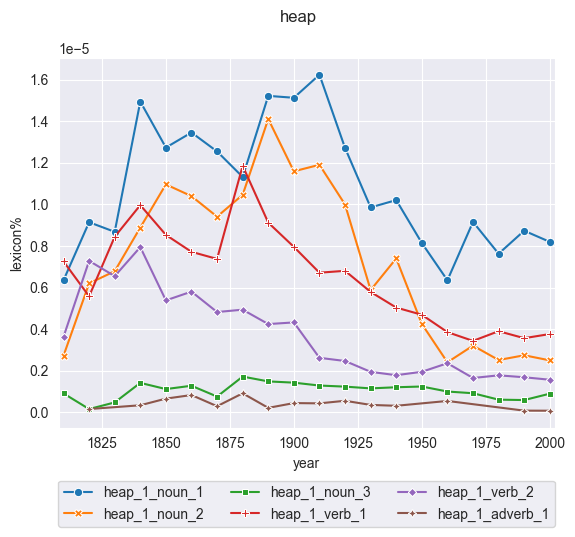 heap
1e−5
1.6
1.4
1.2
1.0
0.8
0.6
0.4
0.2
0.0
lexicon%
1825 1850 1875 1900 1925 1950 1975 2000
year
heap_1_noun_1 heap_1_noun_3 heap_1_verb_2
heap_1_noun_2 heap_1_verb_1 heap_1_adverb_1